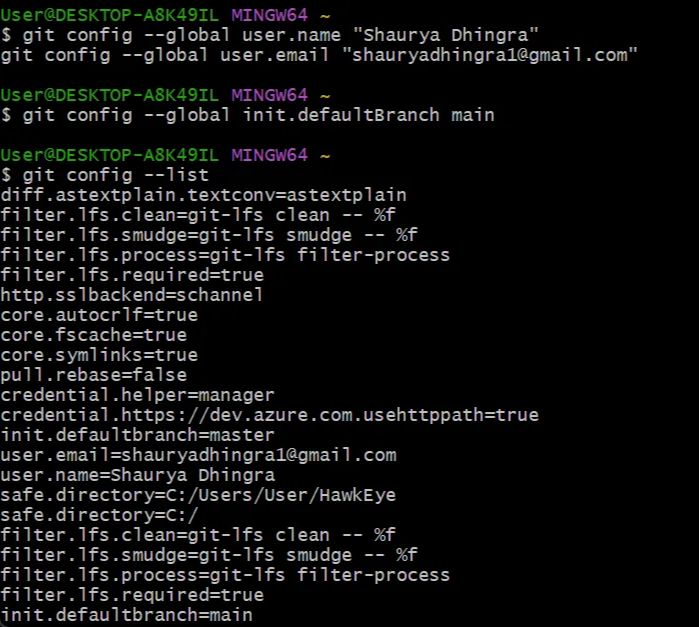 User@DESKTOP-A8K49IL MINGW64 ~
$ git config --global user.name "Shaurya Dhingra"
git config --global user.email "shauryadhingra1@gmail.com"
User@DESKTOP-A8K49IL MINGW64 ~
$ git config --global init.defaultBranch main
User@DESKTOP-A8K49IL MINGW64 ~
$ git config --list
diff.astextplain.textconv=astextplain
filter.lfs.clean=git-lfs clean -- %f
filter.lfs.smudge=git-lfs smudge -- %f
filter.lfs.process=git-lfs filter-process
filter.lfs.required=true
http.sslbackend=schannel
core.autocrlf=true
core.fscache=true
core.symlinks=true
pull.rebase=false
credential.helper=manager
credential.https://dev.azure.com.usehttppath=true
init.defaultbranch=master
user.email=shauryadhingra1@gmail.com
user.name=Shaurya Dhingra
safe.directory=C:/Users/User/HawkEye
safe.directory=C:/
filter.lfs.clean=git-lfs clean -- %f
filter.lfs.smudge=git-lfs smudge -- %f
filter.lfs.process=git-lfs filter-process
filter.lfs.required=true
init.defaultbranch=main